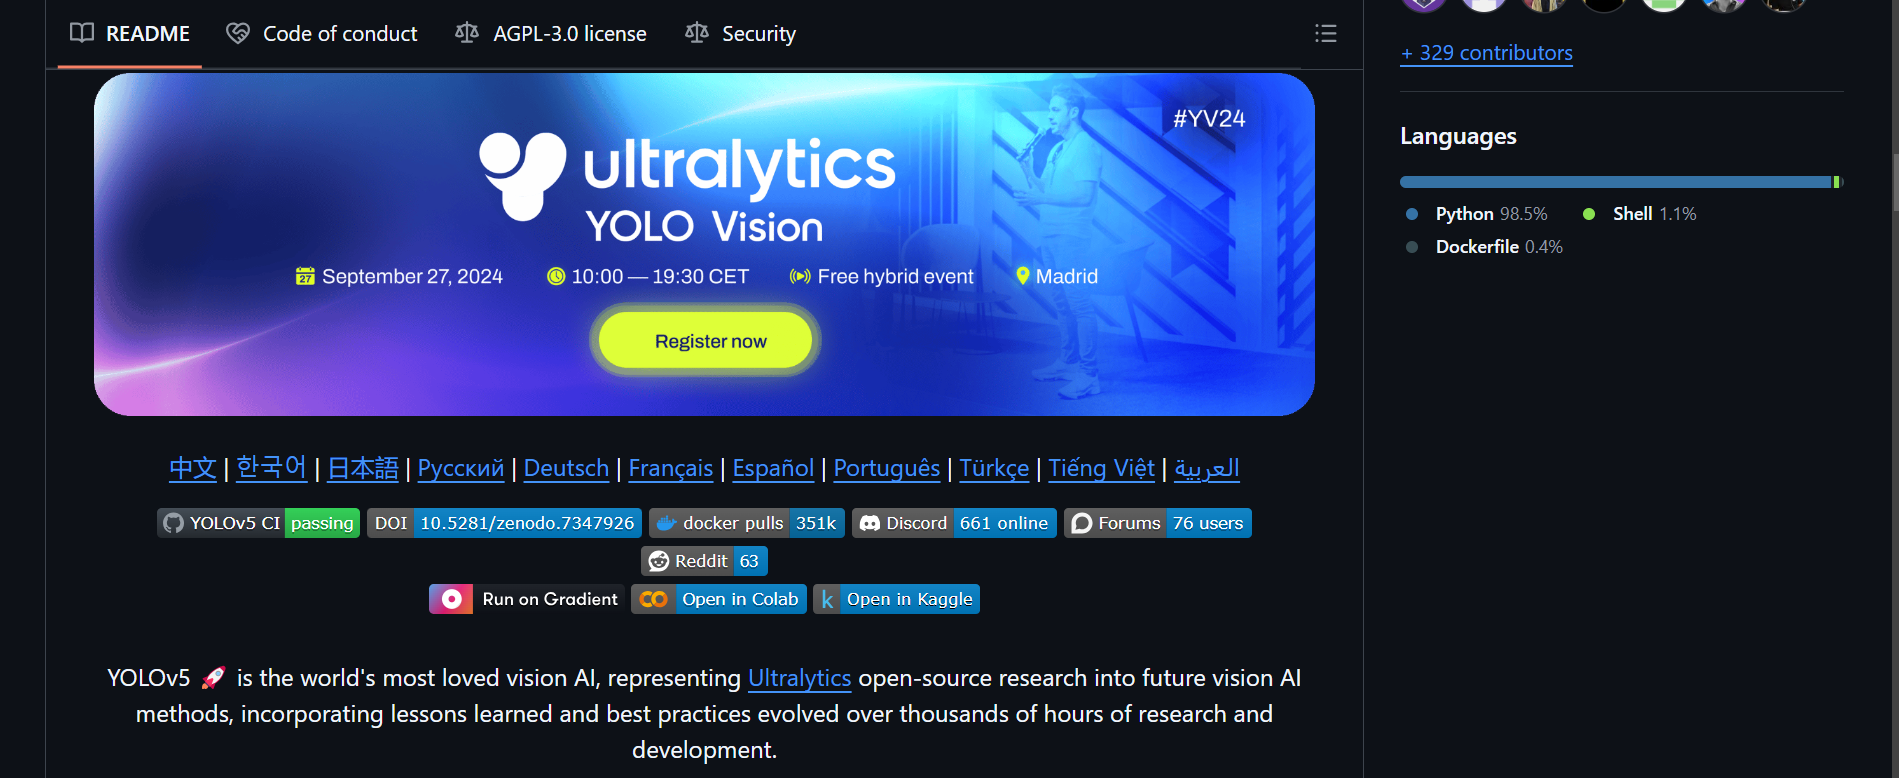 README Code of conduct AGPL-3.0 license Security
#YV24
ultralytics
YOLO Vision
27 September 27, 2024 10:00 — 19:30 CET Free hybrid event Madrid
Register now
中文 | 한국어 | 日本語 | Русский | Deutsch | Français | Español | Português | Türkçe | Tiếng Việt | العربية
YOLOv5 CI passing DOI 10.5281/zenodo.7347926 docker pulls 351k Discord 661 online Forums 76 users
Reddit 63
Run on Gradient Open in Colab k Open in Kaggle
YOLOv5 🚀 is the world's most loved vision AI, representing Ultralytics open-source research into future vision AI
methods, incorporating lessons learned and best practices evolved over thousands of hours of research and
development.
+ 329 contributors
Languages
Python 98.5% Shell 1.1%
Dockerfile 0.4%